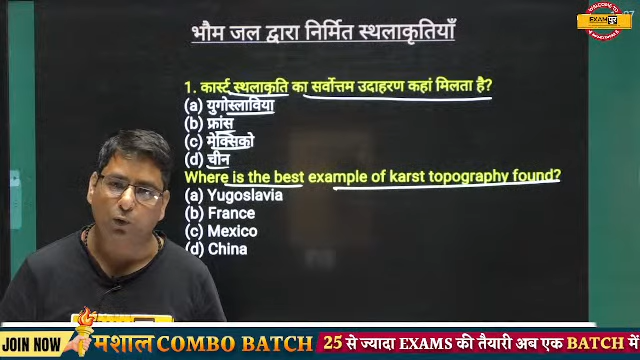 भौम जल द्वारा निर्मित स्थलाकृतियाँ
1. कार्स्ट स्थलाकृति का सर्वोत्तम उदाहरण कहां मिलता है?
(a) युगोस्लाविया
(b) फ्रांस
(c) मेक्सिको
(d) चीन
Where is the best example of karst topography found?
(a) Yugoslavia
(b) France
(c) Mexico
(d) China
EXAMपुर
JOIN NOW
मशाल COMBO BATCH
25 से ज्यादा EXAMS की तैयारी अब एक BATCH में